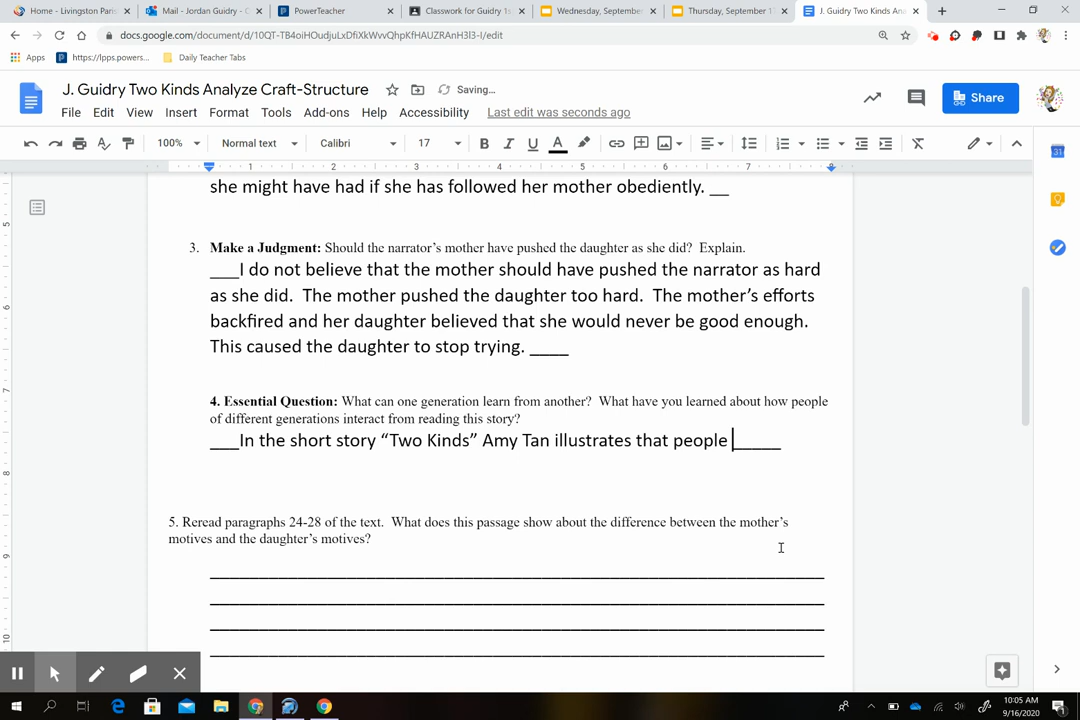 Home - Livingston Paris
Mail - Jordan Guidry - O
PowerTeacher
Classwork for Guidry 1s
Wednesday, September
Thursday, September 17
J. Guidry Two Kinds An
docs.google.com/document/d/10QT-TB4oiHOudjuLxDfiXkWvvQhpKfHAUZRAnH3I3-I/edit
Apps https://lpps.powers... Daily Teacher Tabs
J. Guidry Two Kinds Analyze Craft-Structure Saving...
File Edit View Insert Format Tools Add-ons Help Accessibility Last edit was seconds ago
Share
100% Normal text Calibri 17 B I U A
1 2 3 4 5 6 7 8
she might have had if she has followed her mother obediently. __
3. Make a Judgment: Should the narrator's mother have pushed the daughter as she did? Explain.
___I do not believe that the mother should have pushed the narrator as hard
as she did. The mother pushed the daughter too hard. The mother's efforts
backfired and her daughter believed that she would never be good enough.
This caused the daughter to stop trying. ____
4. Essential Question: What can one generation learn from another? What have you learned about how people
of different generations interact from reading this story?
___In the short story “Two Kinds” Amy Tan illustrates that people _____
5. Reread paragraphs 24-28 of the text. What does this passage show about the difference between the mother's
motives and the daughter's motives?
10:05 AM
9/16/2020